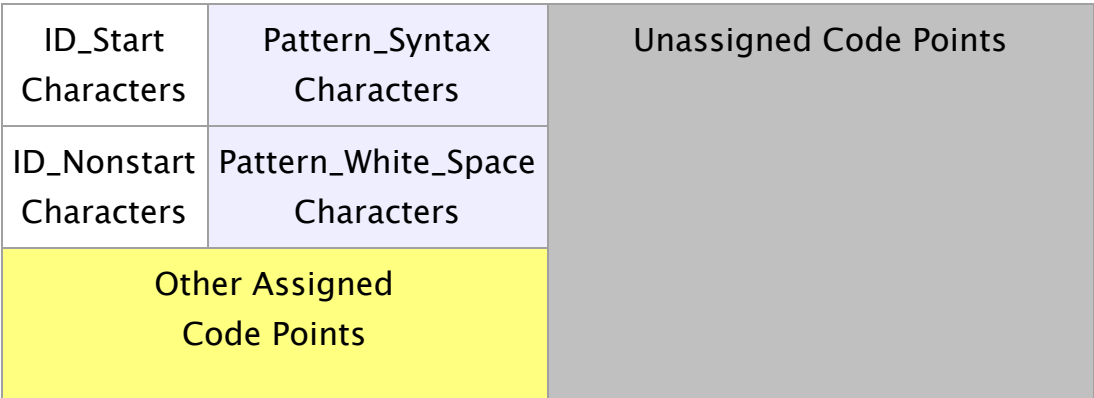 ID_Start
Characters
Pattern_Syntax
Characters
Unassigned Code Points
ID_Nonstart
Characters
Pattern_White_Space
Characters
Other Assigned
Code Points